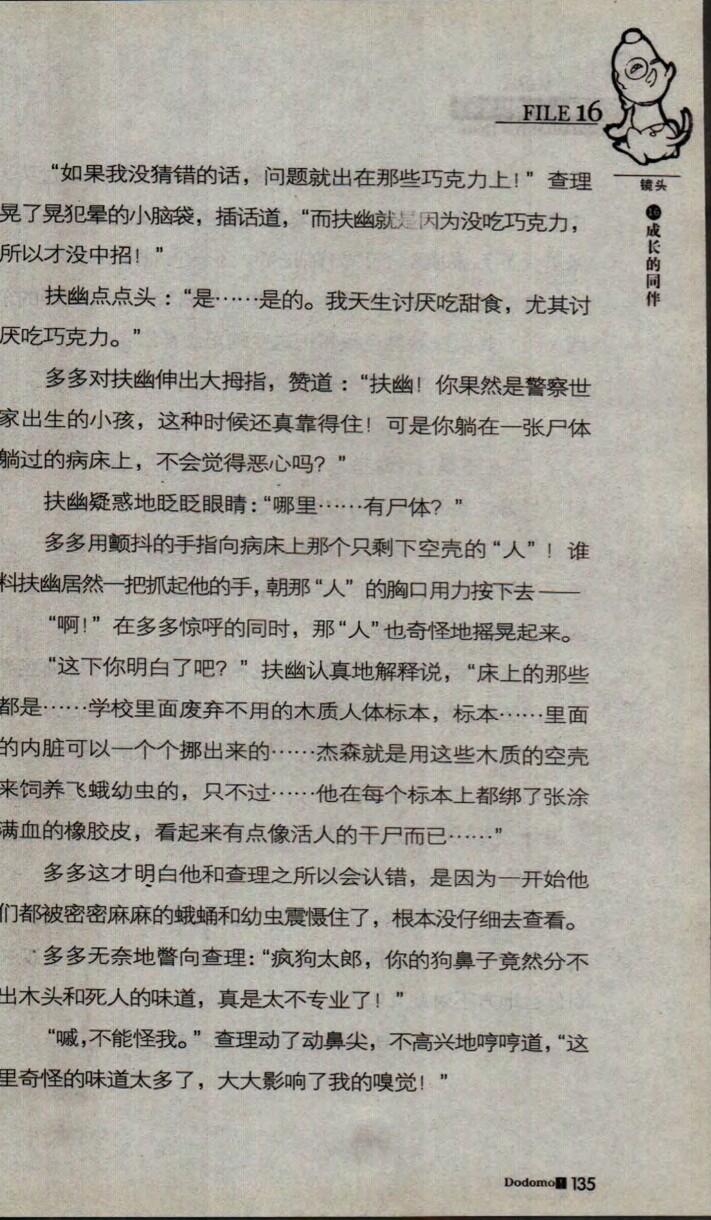 FILE 16
镜头
16
成长的同伴
“如果我没猜错的话，问题就出在那些巧克力上！”查理
晃了晃犯晕的小脑袋，插话道，“而扶幽就是因为没吃巧克力，
所以才没中招！”
扶幽点点头：“是……是的。我天生讨厌吃甜食，尤其讨
厌吃巧克力。”
多多对扶幽伸出大拇指，赞道：“扶幽！你果然是警察世
家出生的小孩，这种时候还真靠得住！可是你躺在一张尸体
躺过的病床上，不会觉得恶心吗？”
扶幽疑惑地眨眨眼睛：“哪里……有尸体？”
多多用颤抖的手指向病床上那个只剩下空壳的“人”！谁
料扶幽居然一把抓起他的手，朝那“人”的胸口用力按下去——
“啊！”在多多惊呼的同时，那“人”也奇怪地摇晃起来。
“这下你明白了吧？”扶幽认真地解释说，“床上的那些
都是……学校里面废弃不用的木质人体标本，标本……里面
的内脏可以一个个挪出来的……杰森就是用这些木质的空壳
来饲养飞蛾幼虫的，只不过……他在每个标本上都绑了张涂
满血的橡胶皮，看起来有点像活人的干尸而已……”
多多这才明白他和查理之所以会认错，是因为一开始他
们都被密密麻麻的蛾蛹和幼虫震慑住了，根本没仔细去查看。
多多无奈地瞥向查理：“疯狗太郎，你的狗鼻子竟然分不
出木头和死人的味道，真是太不专业了！”
“嘁，不能怪我。”查理动了动鼻尖，不高兴地哼哼道，“这
里奇怪的味道太多了，大大影响了我的嗅觉！”
Dodomo! 135